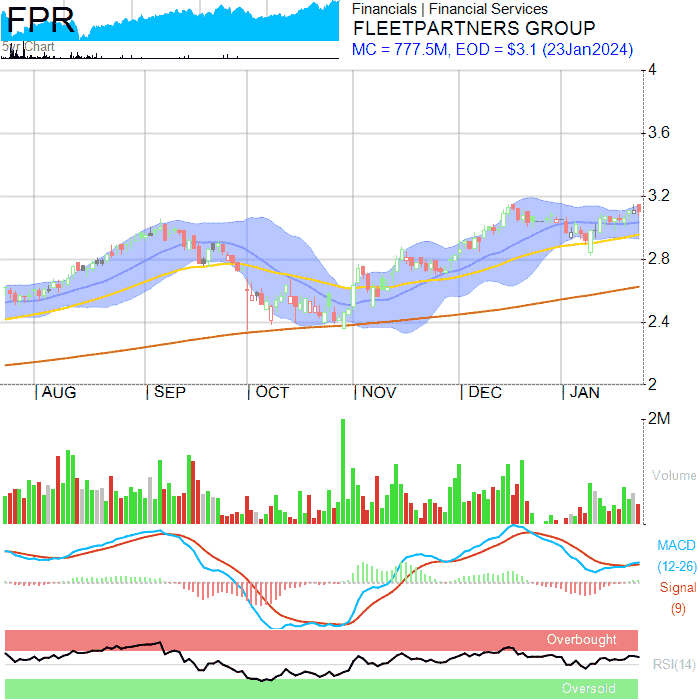 FPR
Financials | Financial Services
FLEETPARTNERS GROUP
5yr Chart
MC = 777.5M, EOD = $3.1 (23Jan2024)
4
3.6
3.2
2.8
2.4
2
AUG SEP OCT NOV DEC JAN
2M
Volume
MACD
(12-26)
Signal
(9)
Overbought
RSI(14)
Oversold